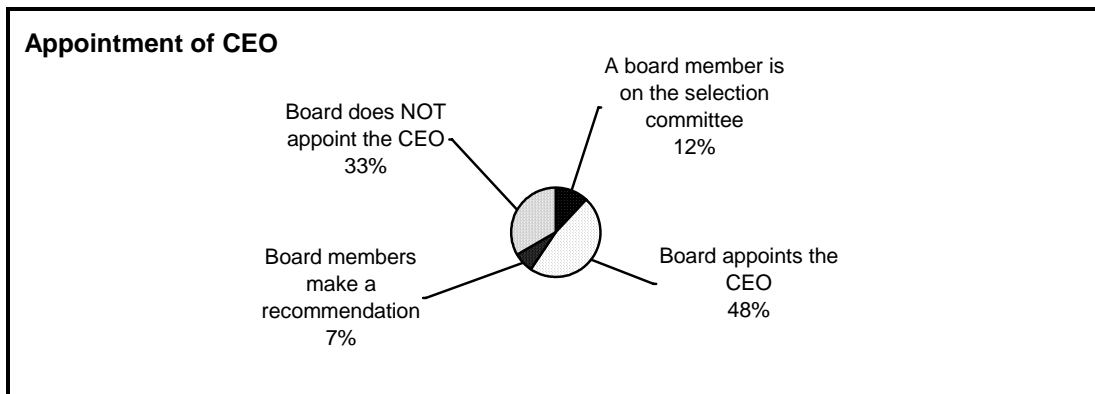 Appointment of CEO
A board member is
on the selection
committee
12%
Board does NOT
appoint the CEO
33%
Board members
make a
recommendation
7%
Board appoints the
CEO
48%